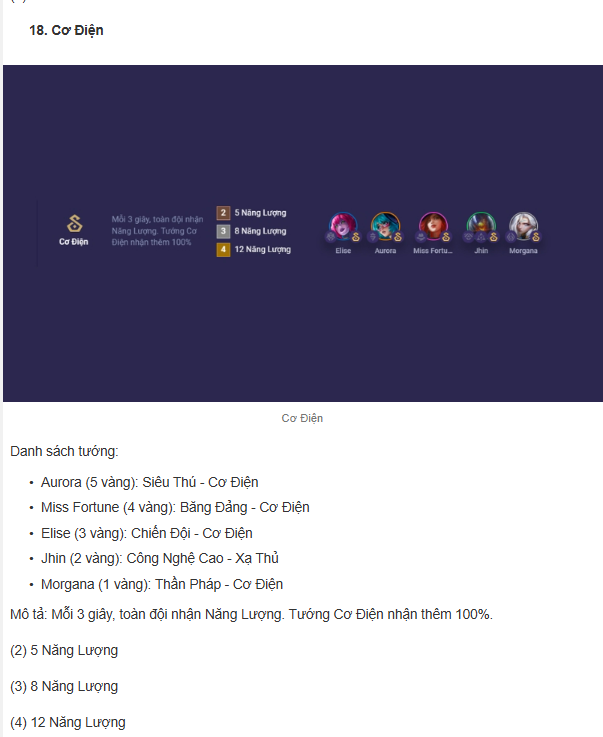 18. Cơ Điện
Cơ Điện
Mỗi 3 giây, toàn đội nhận
Năng Lượng. Tướng Cơ
Điện nhận thêm 100%
2 5 Năng Lượng
3 8 Năng Lượng
4 12 Năng Lượng
Elise Aurora Miss Fortu... Jhin Morgana
Cơ Điện
Danh sách tướng:
• Aurora (5 vàng): Siêu Thú - Cơ Điện
• Miss Fortune (4 vàng): Băng Đảng - Cơ Điện
• Elise (3 vàng): Chiến Đội - Cơ Điện
• Jhin (2 vàng): Công Nghệ Cao - Xạ Thủ
• Morgana (1 vàng): Thần Pháp - Cơ Điện
Mô tả: Mỗi 3 giây, toàn đội nhận Năng Lượng. Tướng Cơ Điện nhận thêm 100%.
(2) 5 Năng Lượng
(3) 8 Năng Lượng
(4) 12 Năng Lượng